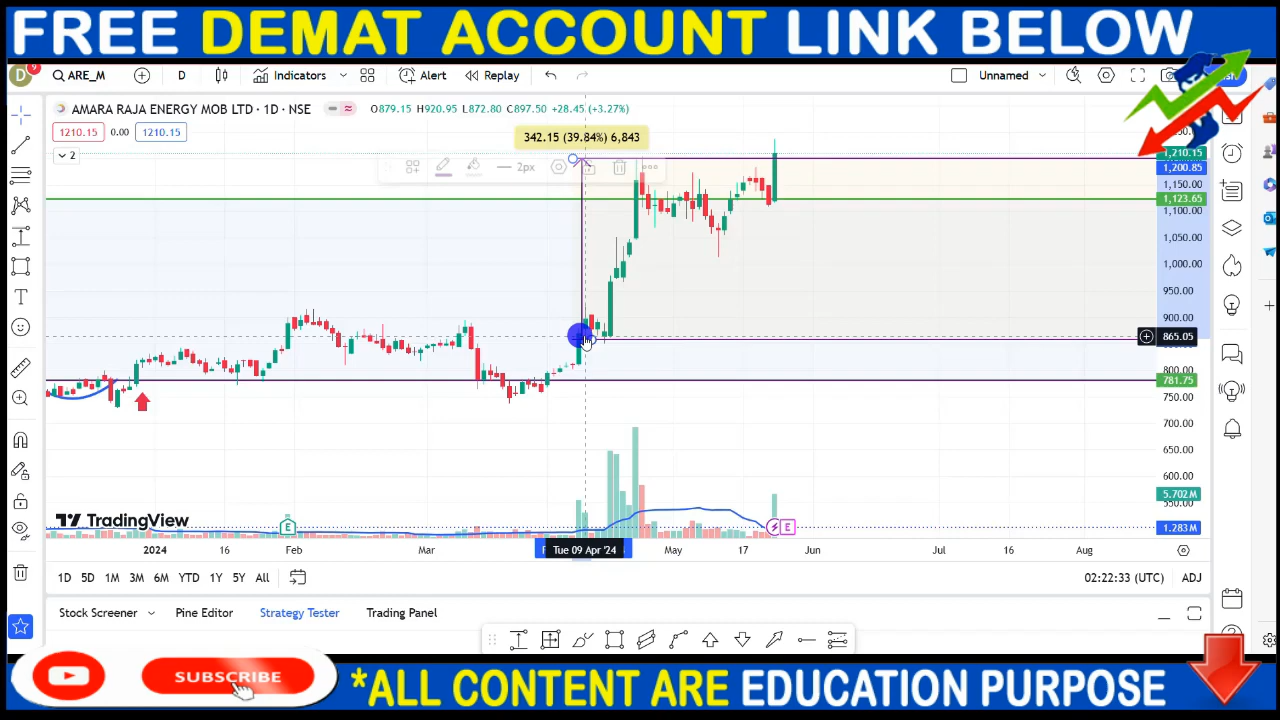 FREE DEMAT ACCOUNT LINK BELOW
D 9 ARE_M D Indicators Alert Replay Unnamed
AMARA RAJA ENERGY MOB LTD · 1D · NSE O879.15 H920.95 L872.80 C897.50 +28.45 (+3.27%)
1210.15 0.00 1210.15
2
342.15 (39.84%) 6,843
2px
1,210.15
1,200.85
1,150.00
1,123.65
1,100.00
1,050.00
1,000.00
950.00
900.00
865.05
800.00
781.75
750.00
700.00
650.00
600.00
5.702 M
1.283 M
TradingView
E
E
2024 16 Feb Mar Tue 09 Apr '24 May 17 Jun Jul 16 Aug
1D 5D 1M 3M 6M YTD 1Y 5Y All 02:22:33 (UTC) ADJ
Stock Screener Pine Editor Strategy Tester Trading Panel
SUBSCRIBE
*ALL CONTENT ARE EDUCATION PURPOSE